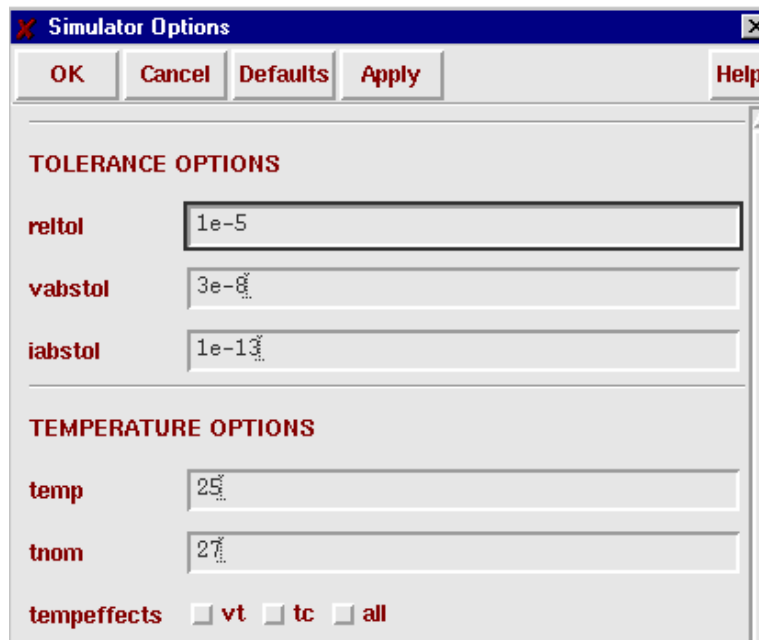 Simulator Options
OK Cancel Defaults Apply Help
TOLERANCE OPTIONS
reltol 1e-5
vabstol 3e-8
iabstol 1e-13
TEMPERATURE OPTIONS
temp 25
tnom 27
tempeffects vt tc all